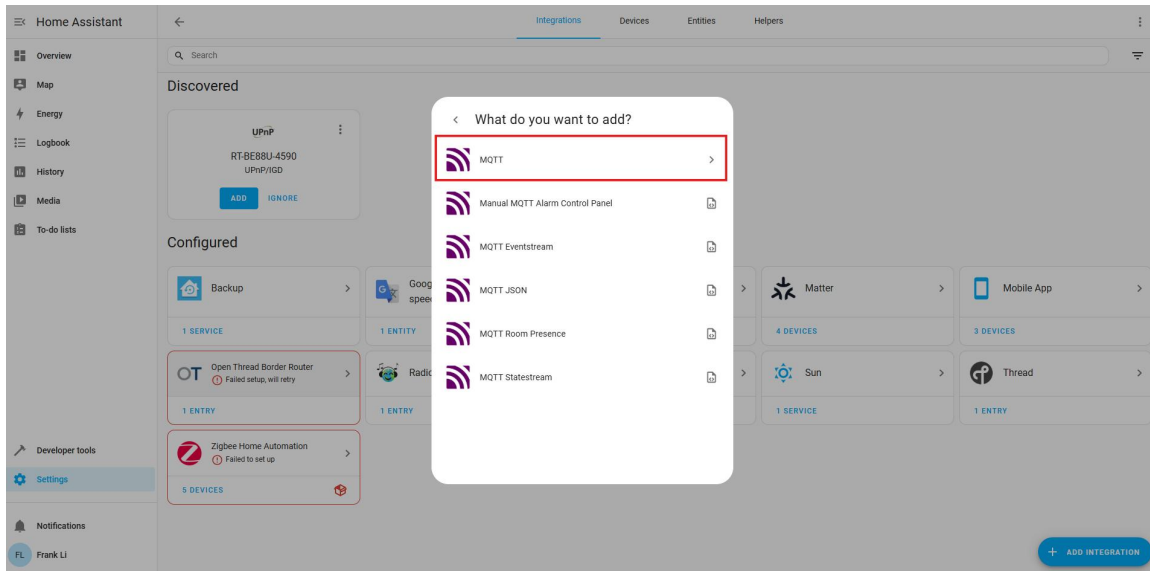 Home Assistant
Integrations
Devices
Entities
Helpers
Overview
Map
Energy
Logbook
History
Media
To-do lists
Developer tools
Settings
Notifications
FL
Frank Li
Search
Discovered
UPnP
RT-BE88U-4590
UPnP/IGD
ADD
IGNORE
Configured
Backup
1 SERVICE
Goog
spee
1 ENTITY
Matter
4 DEVICES
Mobile App
3 DEVICES
OT
Open Thread Border Router
Failed setup, will retry
1 ENTRY
Radio
1 ENTRY
Sun
1 SERVICE
Thread
1 ENTRY
Zigbee Home Automation
Failed to set up
5 DEVICES
What do you want to add?
MQTT
Manual MQTT Alarm Control Panel
MQTT Eventstream
MQTT JSON
MQTT Room Presence
MQTT Statestream
+ ADD INTEGRATION